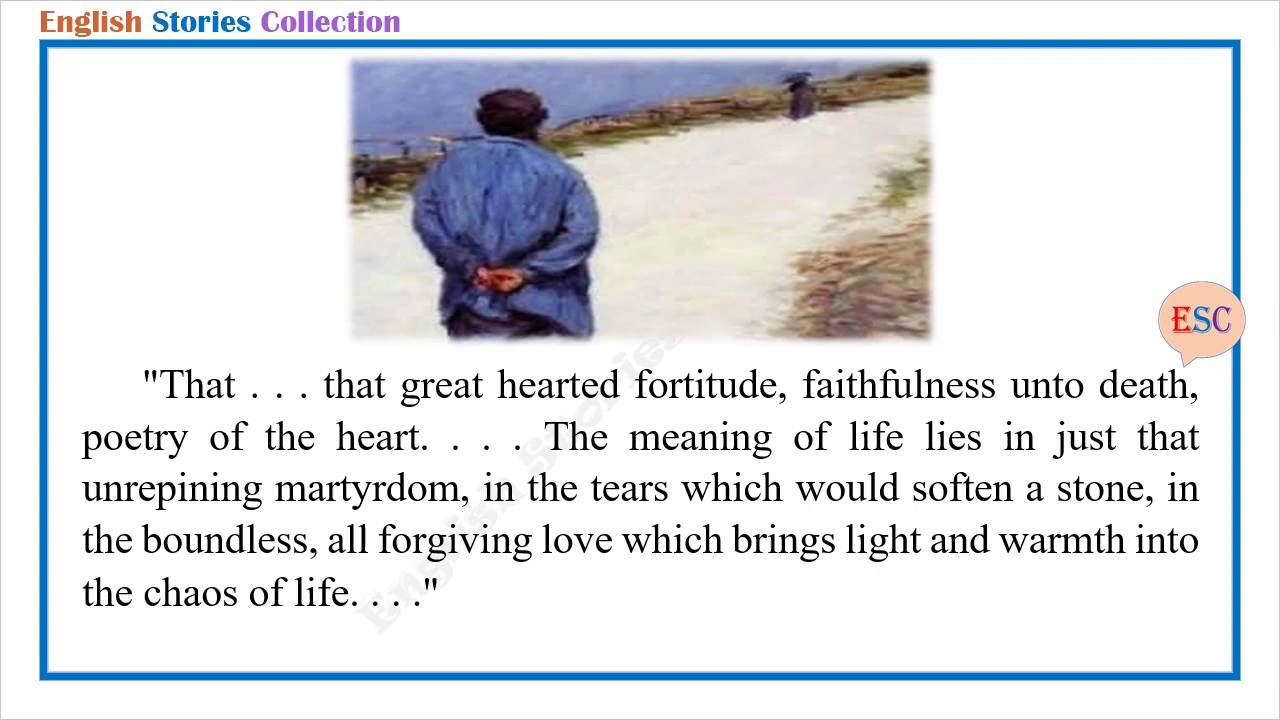 English Stories Collection
ESC
"That . . . that great hearted fortitude, faithfulness unto death,
poetry of the heart. . . . The meaning of life lies in just that
unrepining martyrdom, in the tears which would soften a stone, in
the boundless, all forgiving love which brings light and warmth into
the chaos of life. . . ."
English Stories